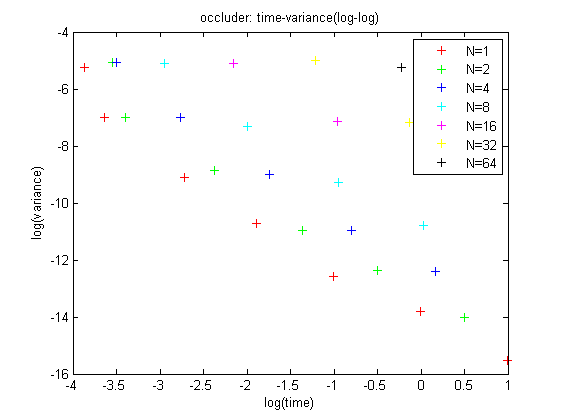 occluder: time-variance(log-log)
-4
-6
-8
-10
-12
-14
-16
log(variance)
-4
-3.5
-3
-2.5
-2
-1.5
-1
-0.5
0
0.5
1
log(time)
N=1
N=2
N=4
N=8
N=16
N=32
N=64